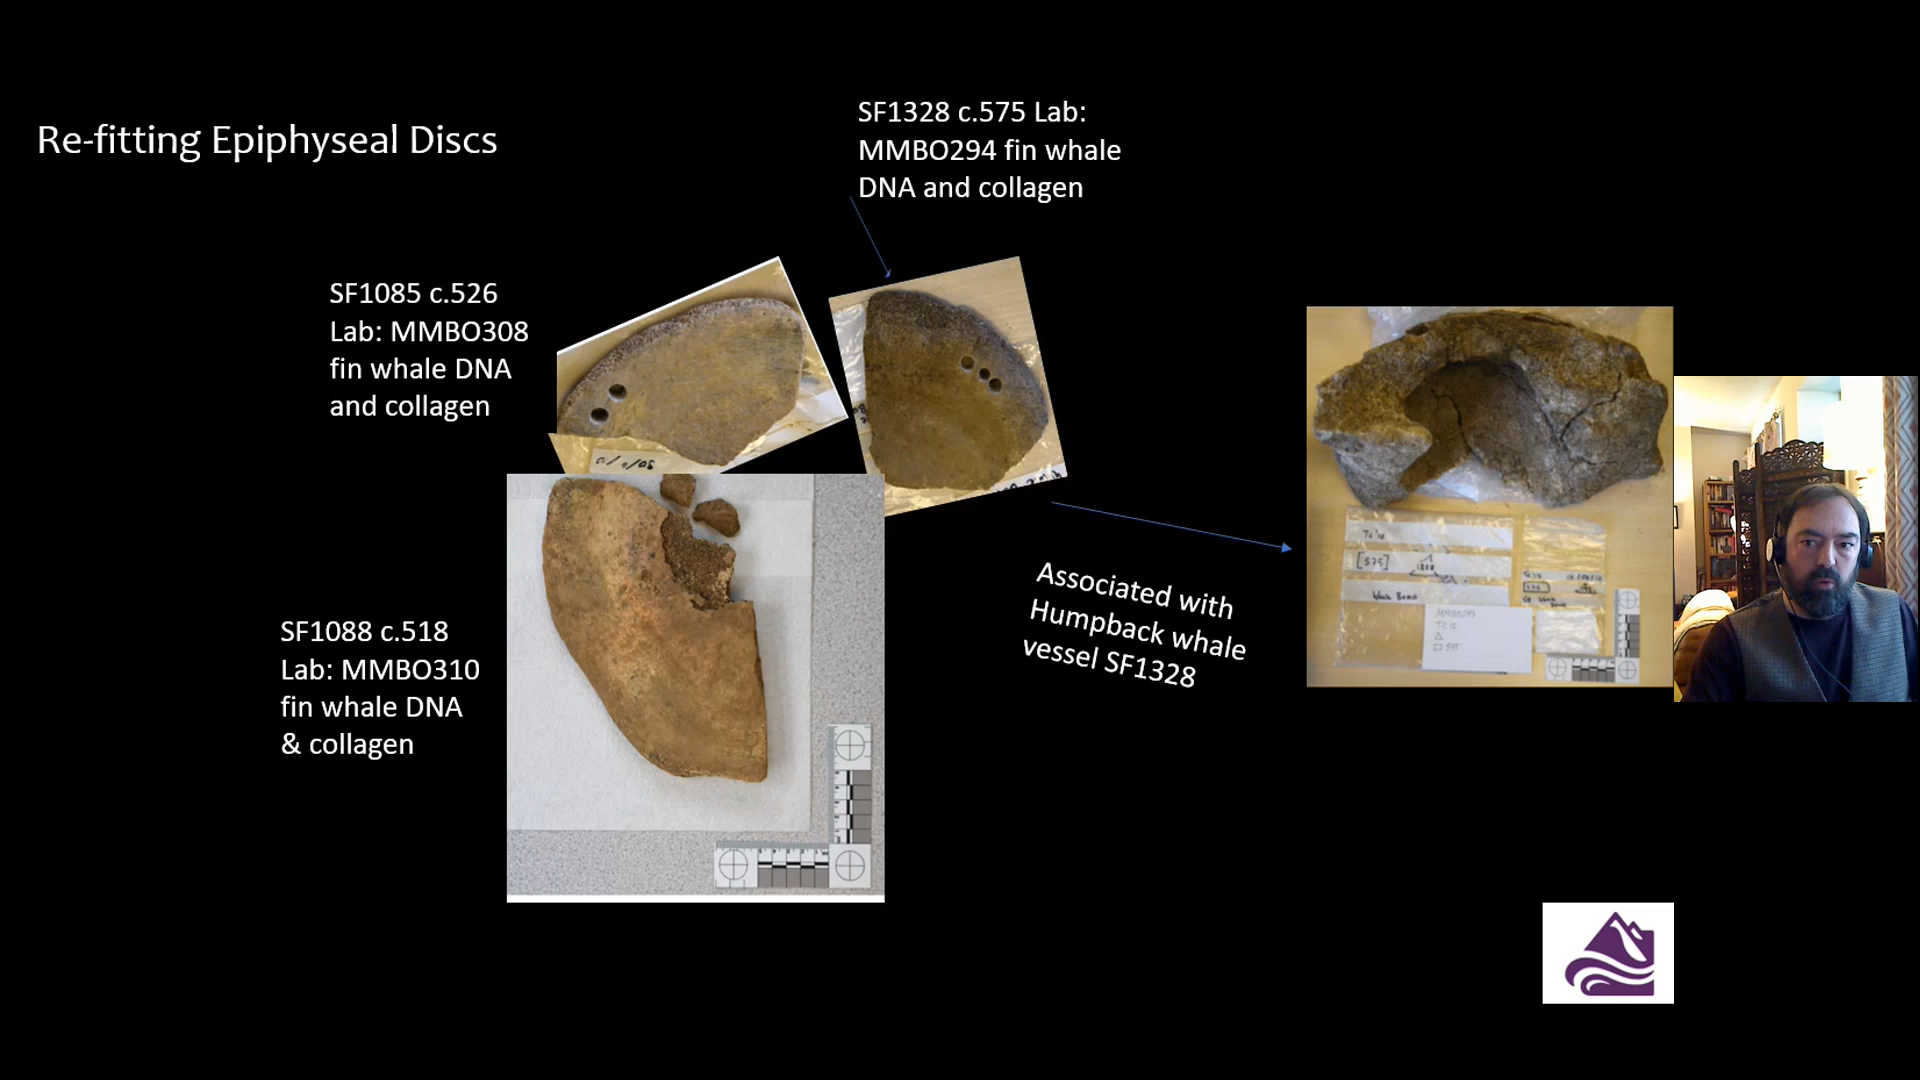 Re-fitting Epiphyseal Discs
SF1328 c.575 Lab:
MMBO294 fin whale
DNA and collagen
SF1085 c.526
Lab: MMBO308
fin whale DNA
and collagen
SF1088 c.518
Lab: MMBO310
fin whale DNA
& collagen
Associated with
Humpback whale
vessel SF1328
[575]